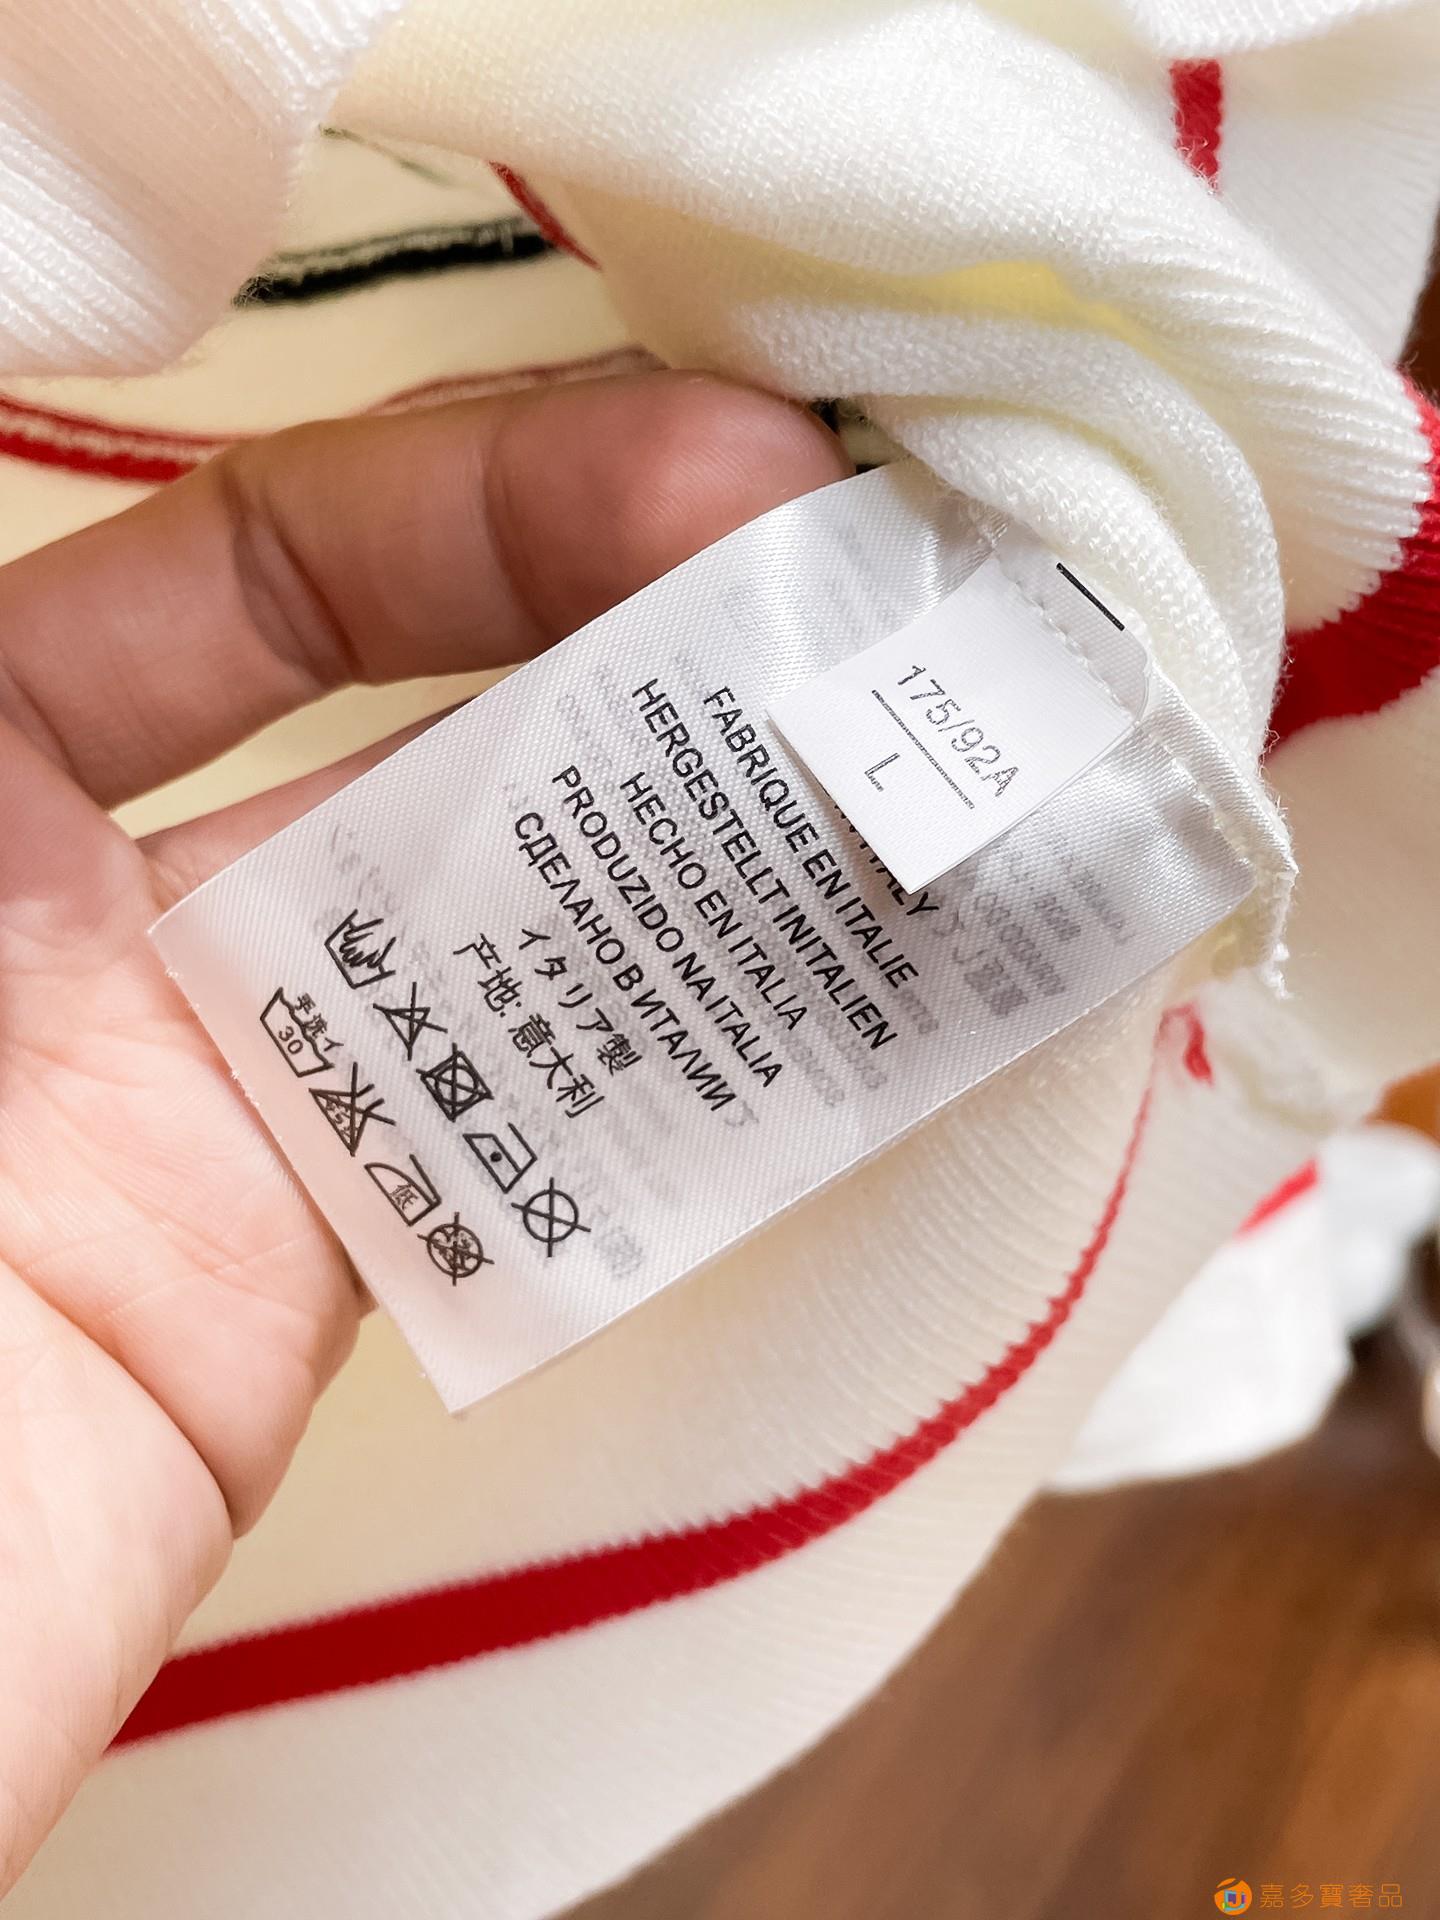 175/92A
L
FABRIQUE EN ITALIE
HERGESTELLT IN ITALIEN
HECHO EN ITALIA
PRODUZIDO NA ITALIA
СДЕЛАНО В ИТАЛИИ
イタリア製
产地: 意大利
手洗イ
30
低
嘉多寶奢品